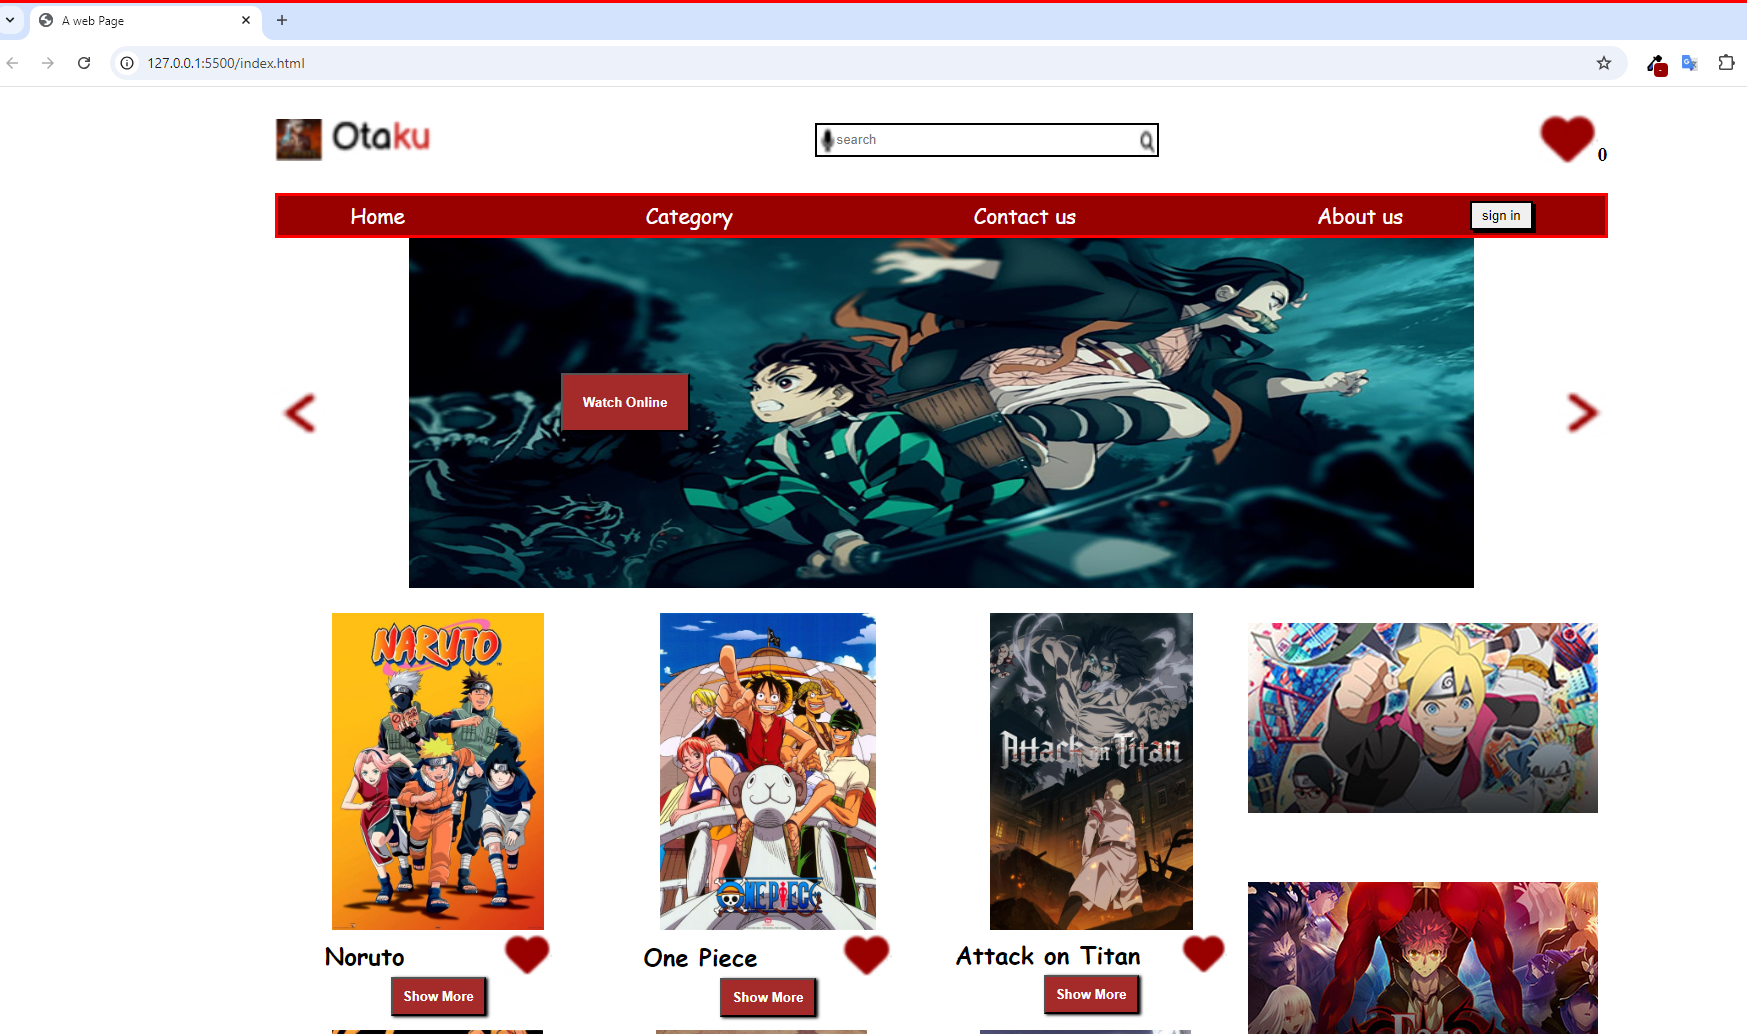 A web Page
127.0.0.1:5500/index.html
Otaku
search
0
Home Category Contact us About us sign in
Watch Online
NARUTO
ONE PIECE
Attack on Titan
Noruto
One Piece
Attack on Titan
Show More
Show More
Show More
Fate